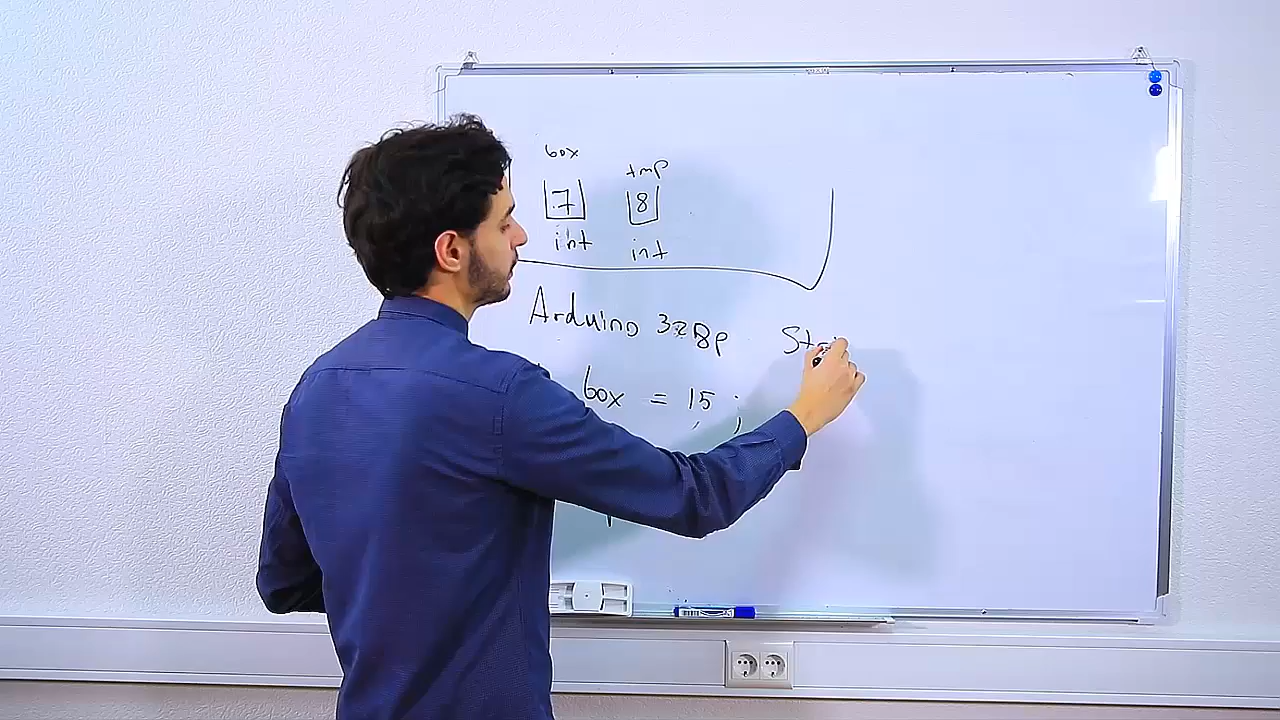 box tmp
7 8
int int
Arduino 328p
box = 15 ;